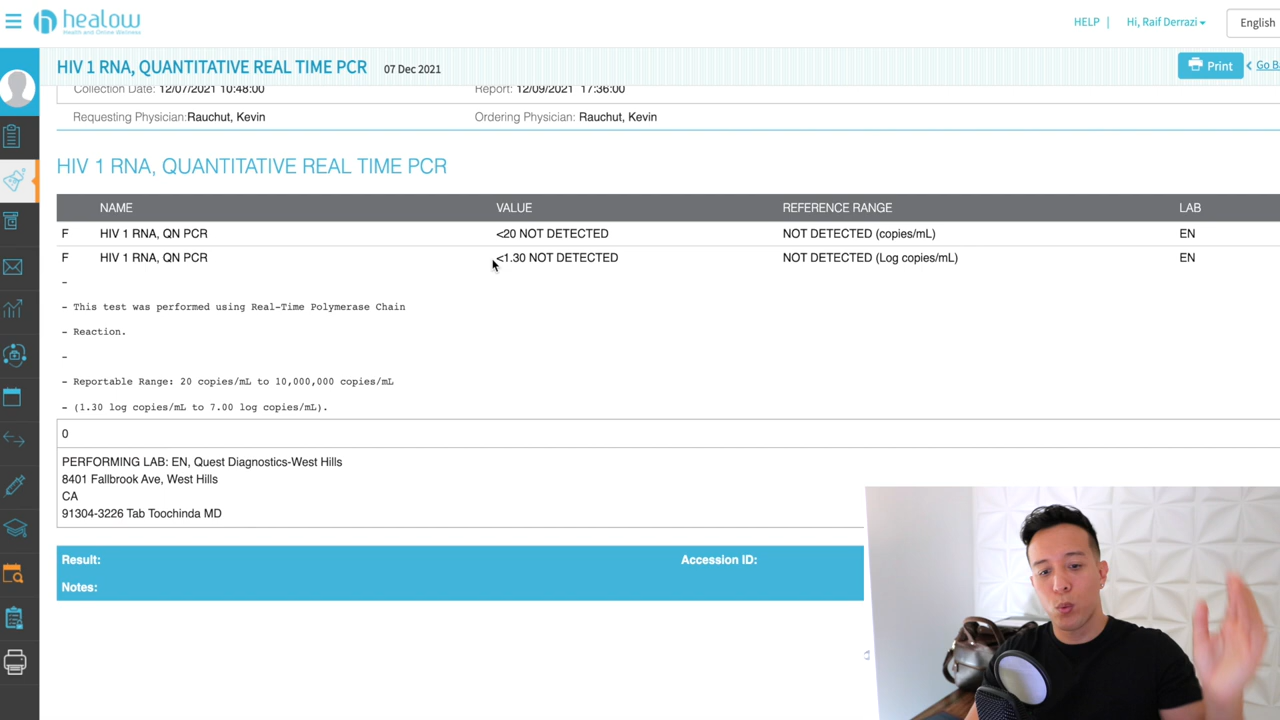 healow
Health and Online Wellness
HELP | Hi, Raif Derrazi
English
HIV 1 RNA, QUANTITATIVE REAL TIME PCR 07 Dec 2021
Print
Go B
Collection Date: 12/07/2021 10:48:00 Report: 12/09/2021 17:36:00
Requesting Physician:Rauchut, Kevin Ordering Physician: Rauchut, Kevin
HIV 1 RNA, QUANTITATIVE REAL TIME PCR
NAME VALUE REFERENCE RANGE LAB
F HIV 1 RNA, QN PCR <20 NOT DETECTED NOT DETECTED (copies/mL) EN
F HIV 1 RNA, QN PCR <1.30 NOT DETECTED NOT DETECTED (Log copies/mL) EN
-
- This test was performed using Real-Time Polymerase Chain
- Reaction.
-
- Reportable Range: 20 copies/mL to 10,000,000 copies/mL
- (1.30 log copies/mL to 7.00 log copies/mL).
0
PERFORMING LAB: EN, Quest Diagnostics-West Hills
8401 Fallbrook Ave, West Hills
CA
91304-3226 Tab Toochinda MD
Result: Accession ID:
Notes: